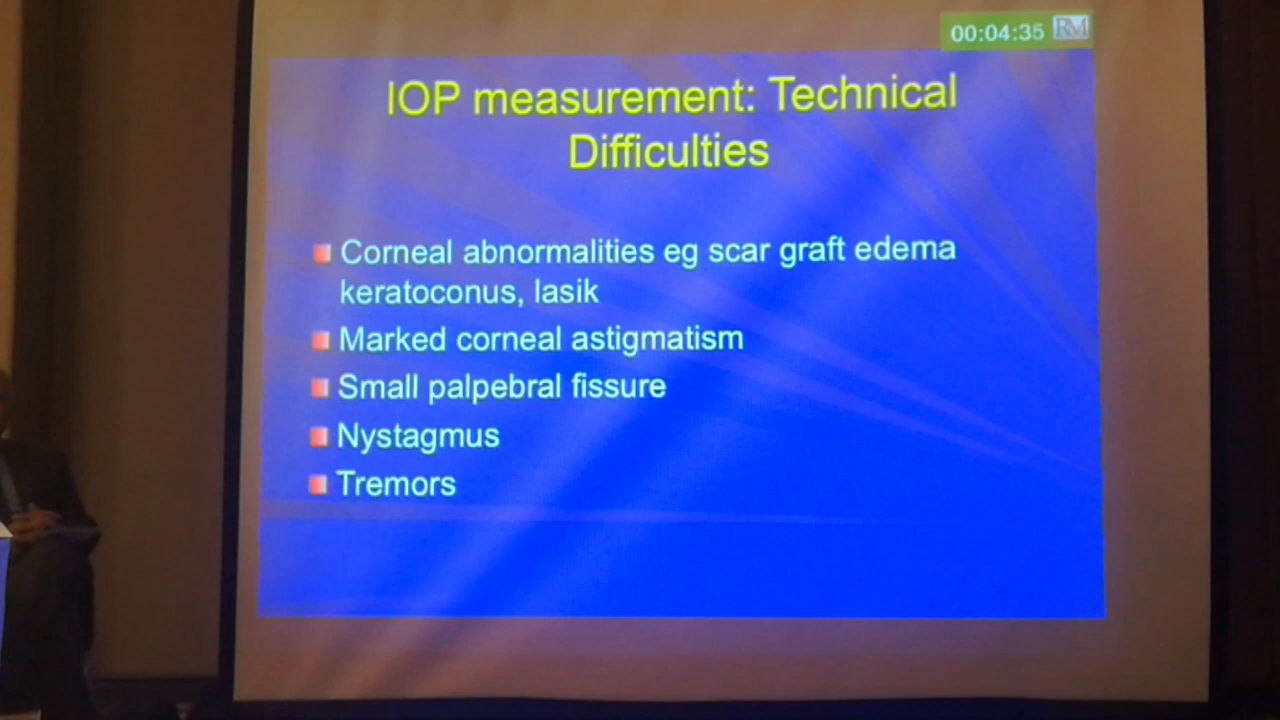 00:04:35 RM
IOP measurement: Technical
Difficulties
Corneal abnormalities eg scar graft edema
keratoconus, lasik
Marked corneal astigmatism
Small palpebral fissure
Nystagmus
Tremors